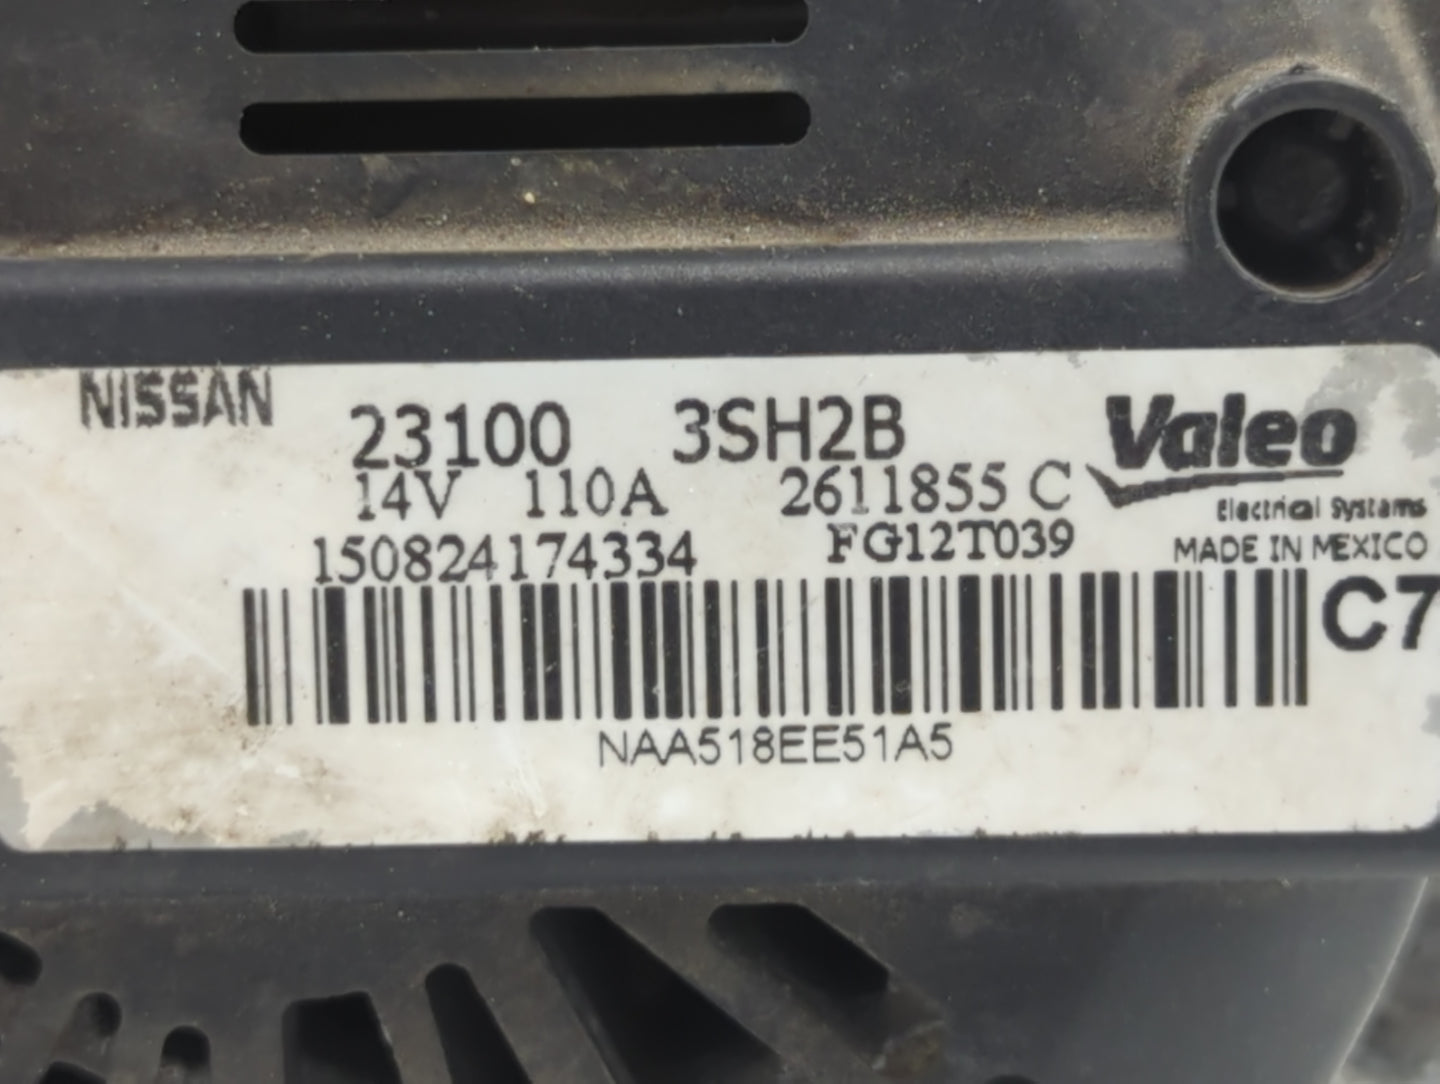 NISSAN
23100 3SH2B
Valeo
14V 110A 2611855 C
Electrical Systems
150824174334 FG12T039
MADE IN MEXICO
C7
NAA518EE51A5